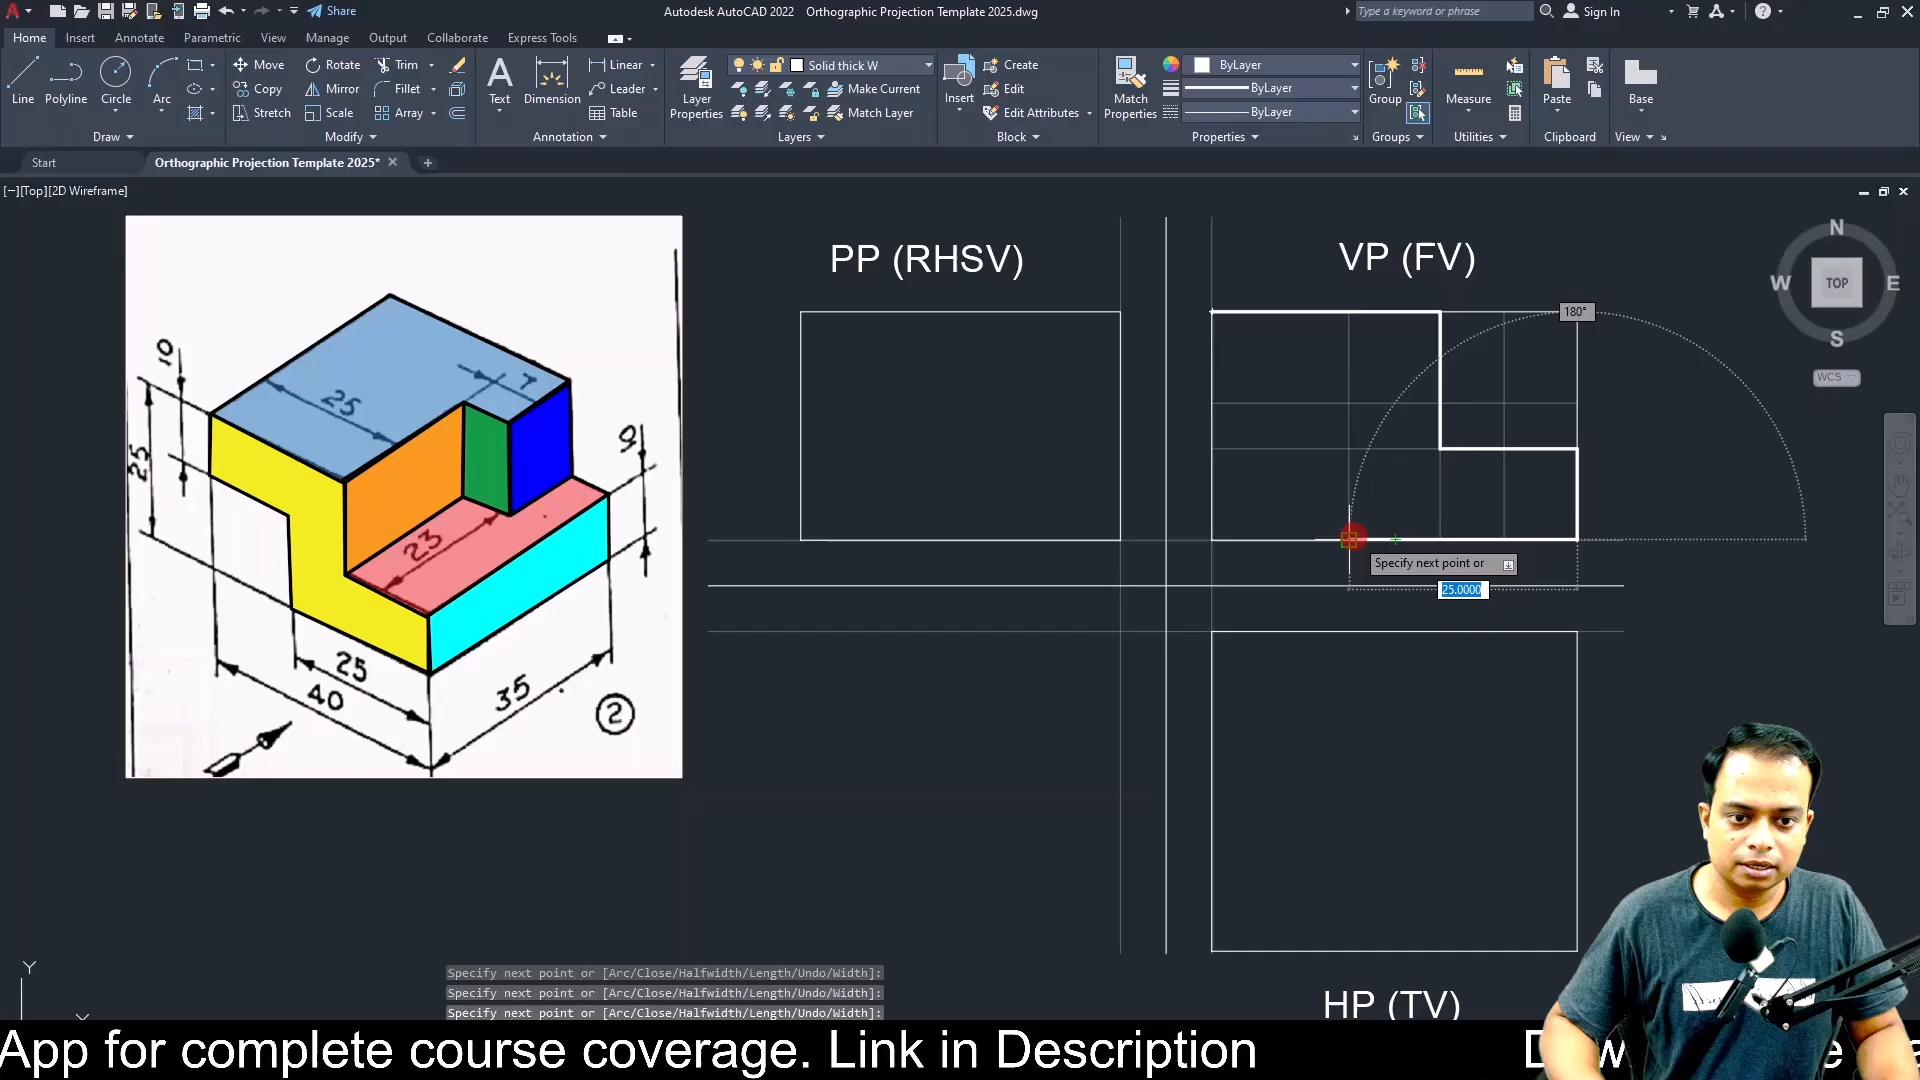 Share
Autodesk AutoCAD 2022 Orthographic Projection Template 2025.dwg
Type a keyword or phrase
Sign In
Home Insert Annotate Parametric View Manage Output Collaborate Express Tools
Line
Polyline
Circle
Arc
Move Rotate Trim
Copy Mirror Fillet
Stretch Scale Array
Text
Dimension
Linear
Leader
Table
Layer Properties
Solid thick W
Make Current
Match Layer
Insert
Create
Edit
Edit Attributes
Match Properties
ByLayer
ByLayer
ByLayer
Group
Measure
Paste
Base
Draw Modify Annotation Layers Block Properties Groups Utilities Clipboard View
Start Orthographic Projection Template 2025*
[−][Top][2D Wireframe]
PP (RHSV)
VP (FV)
N
W TOP E
S
WCS
180°
10
25
7
25
10
23
25
40
35
2
Specify next point or
25.0000
HP (TV)
Y
Specify next point or [Arc/Close/Halfwidth/Length/Undo/Width]:
Specify next point or [Arc/Close/Halfwidth/Length/Undo/Width]:
Specify next point or [Arc/Close/Halfwidth/Length/Undo/Width]:
App for complete course coverage. Link in Description